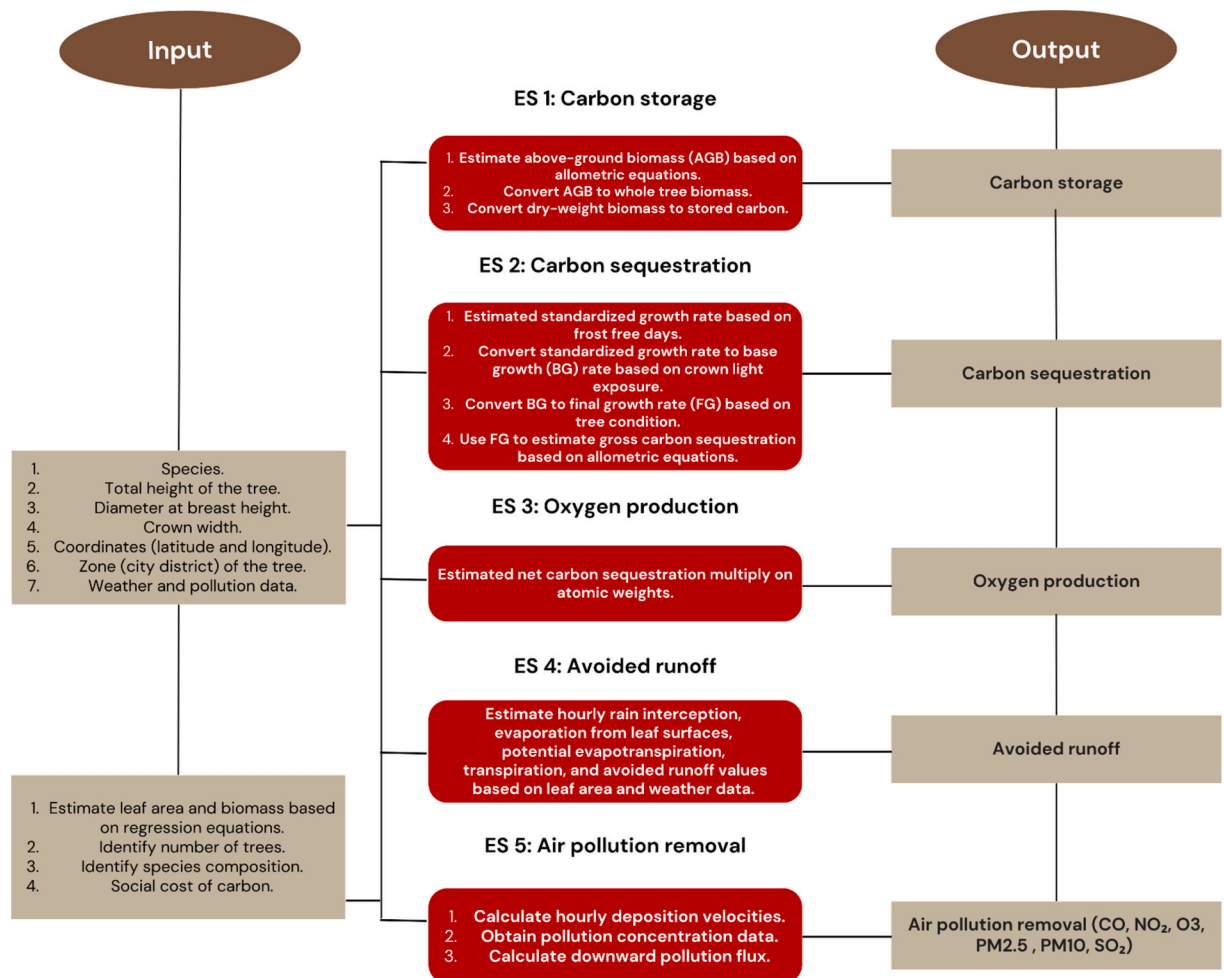 Input
Output
ES 1: Carbon storage
1. Estimate above-ground biomass (AGB) based on
allometric equations.
2. Convert AGB to whole tree biomass.
3. Convert dry-weight biomass to stored carbon.
Carbon storage
ES 2: Carbon sequestration
1. Estimated standardized growth rate based on
frost free days.
2. Convert standardized growth rate to base
growth (BG) rate based on crown light
exposure.
3. Convert BG to final growth rate (FG) based on
tree condition.
4. Use FG to estimate gross carbon sequestration
based on allometric equations.
Carbon sequestration
1. Species.
2. Total height of the tree.
3. Diameter at breast height.
4. Crown width.
5. Coordinates (latitude and longitude).
6. Zone (city district) of the tree.
7. Weather and pollution data.
ES 3: Oxygen production
Estimated net carbon sequestration multiply on
atomic weights.
Oxygen production
ES 4: Avoided runoff
Estimate hourly rain interception,
evaporation from leaf surfaces,
potential evapotranspiration,
transpiration, and avoided runoff values
based on leaf area and weather data.
Avoided runoff
1. Estimate leaf area and biomass based
on regression equations.
2. Identify number of trees.
3. Identify species composition.
4. Social cost of carbon.
ES 5: Air pollution removal
1. Calculate hourly deposition velocities.
2. Obtain pollution concentration data.
3. Calculate downward pollution flux.
Air pollution removal (CO, NO₂, O3,
PM2.5 , PM10, SO₂)